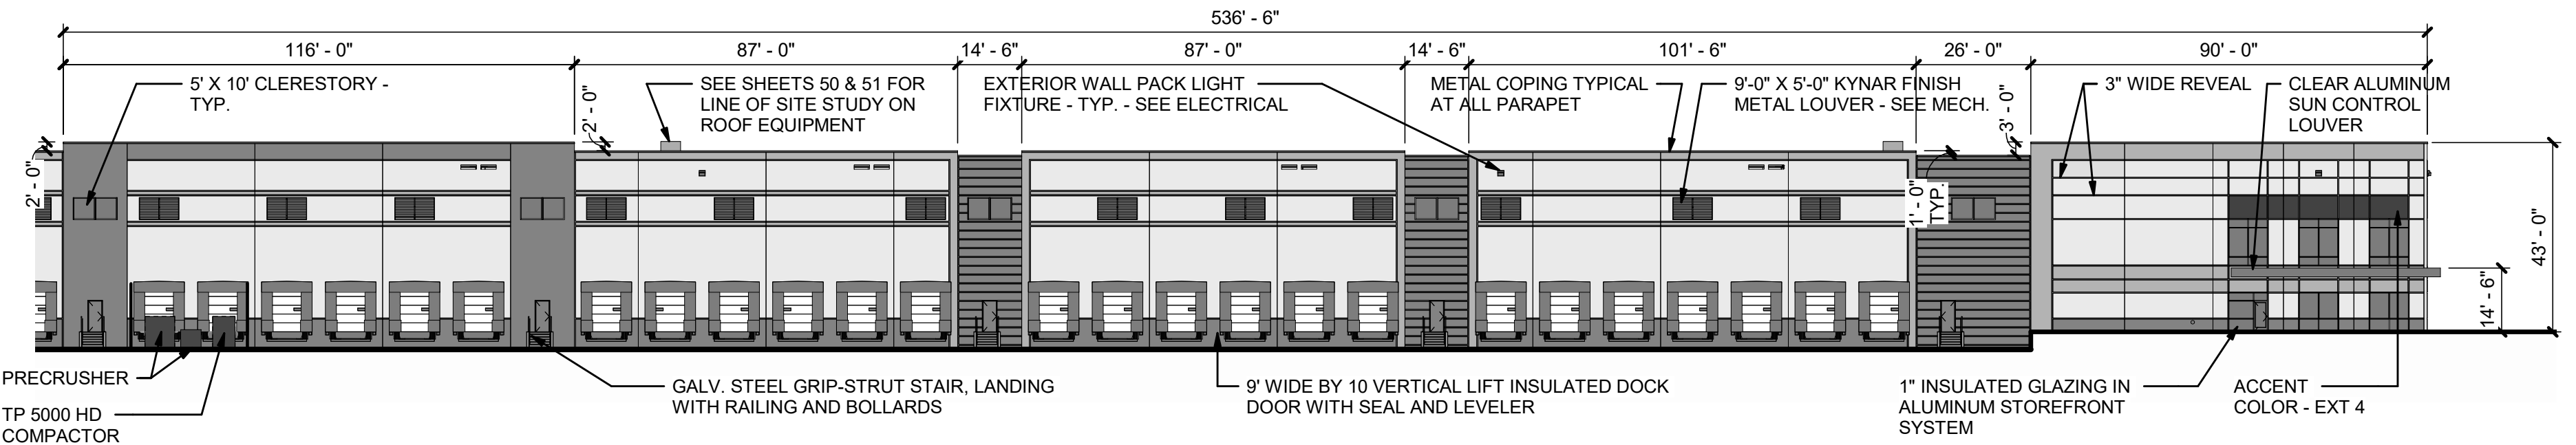 536' - 6"
116' - 0"
87' - 0"
14' - 6"
87' - 0"
14' - 6"
101' - 6"
26' - 0"
90' - 0"
5' X 10' CLERESTORY -
TYP.
2' - 0"
SEE SHEETS 50 & 51 FOR
LINE OF SITE STUDY ON
ROOF EQUIPMENT
EXTERIOR WALL PACK LIGHT
FIXTURE - TYP. - SEE ELECTRICAL
METAL COPING TYPICAL
AT ALL PARAPET
9'-0" X 5'-0" KYNAR FINISH
METAL LOUVER - SEE MECH.
3' - 0"
3" WIDE REVEAL
CLEAR ALUMINUM
SUN CONTROL
LOUVER
2' - 0"
1' - 0"
TYP.
43' - 0"
14' - 6"
PRECRUSHER
TP 5000 HD
COMPACTOR
GALV. STEEL GRIP-STRUT STAIR, LANDING
WITH RAILING AND BOLLARDS
9' WIDE BY 10 VERTICAL LIFT INSULATED DOCK
DOOR WITH SEAL AND LEVELER
1" INSULATED GLAZING IN
ALUMINUM STOREFRONT
SYSTEM
ACCENT
COLOR - EXT 4